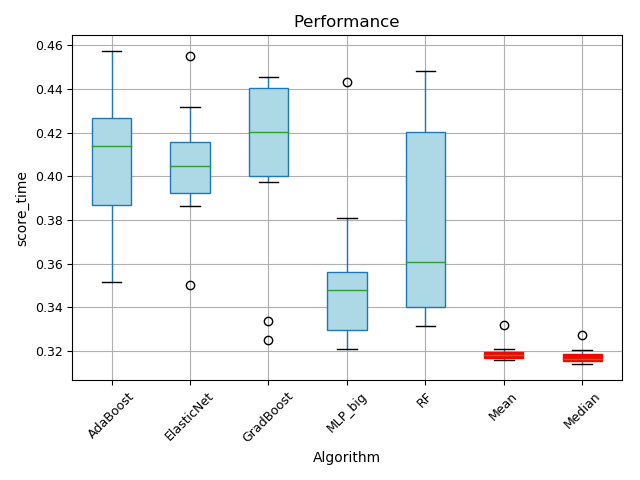 Performance
score_time
0.46
0.44
0.42
0.40
0.38
0.36
0.34
0.32
AdaBoost
ElasticNet
GradBoost
MLP_big
RF
Mean
Median
Algorithm